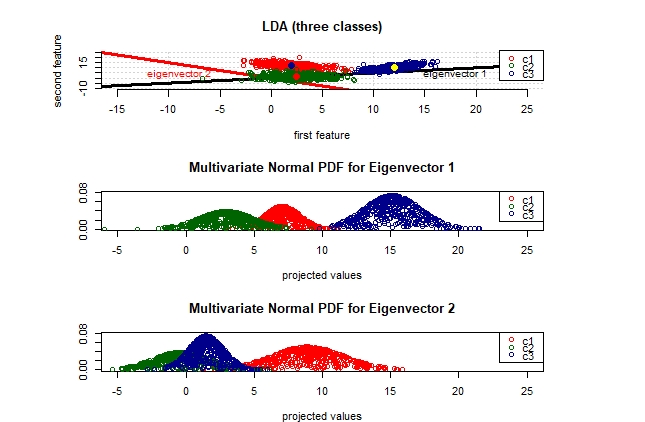 LDA (three classes)
second feature
-10
15
eigenvector 2
eigenvector 1
c1
c2
c3
-15 -10 -5 0 5 10 15 20 25
first feature
Multivariate Normal PDF for Eigenvector 1
0.00
0.08
c1
c2
c3
-5 0 5 10 15 20 25
projected values
Multivariate Normal PDF for Eigenvector 2
0.00
0.08
c1
c2
c3
-5 0 5 10 15 20 25
projected values